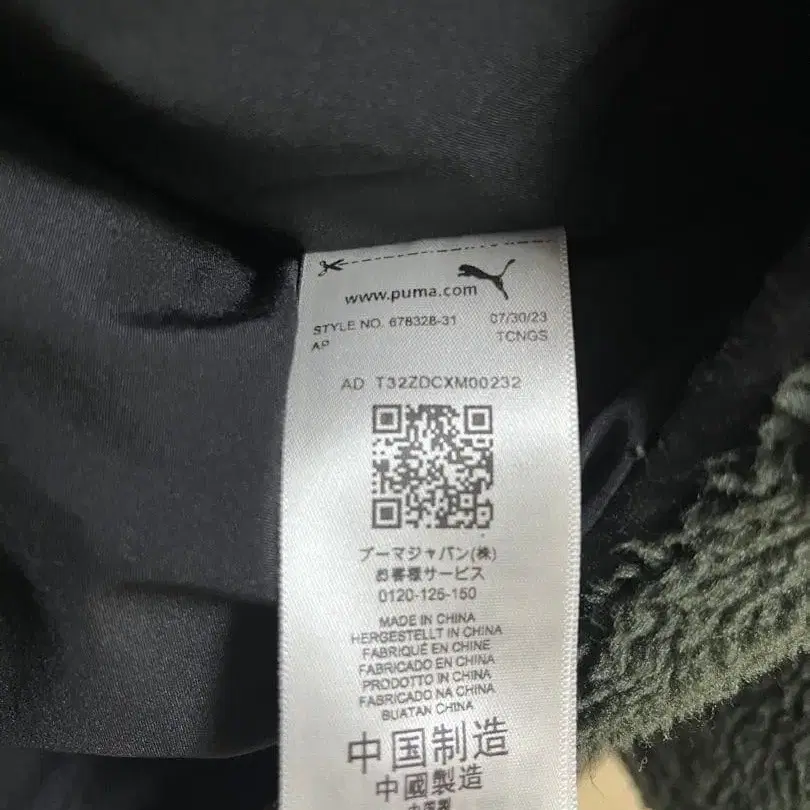 www.puma.com
STYLE NO. 678328-31 07/30/23
AP TCNGS
AD T32ZDCXM00232
プーマジャパン(株)
お客様サービス
0120-125-150
MADE IN CHINA
HERGESTELLT IN CHINA
FABRIQUÉ EN CHINE
FABRICADO EN CHINA
PRODOTTO IN CHINA
FABRICADO NA CHINA
BUATAN CHINA
中国制造
中國製造
中国製